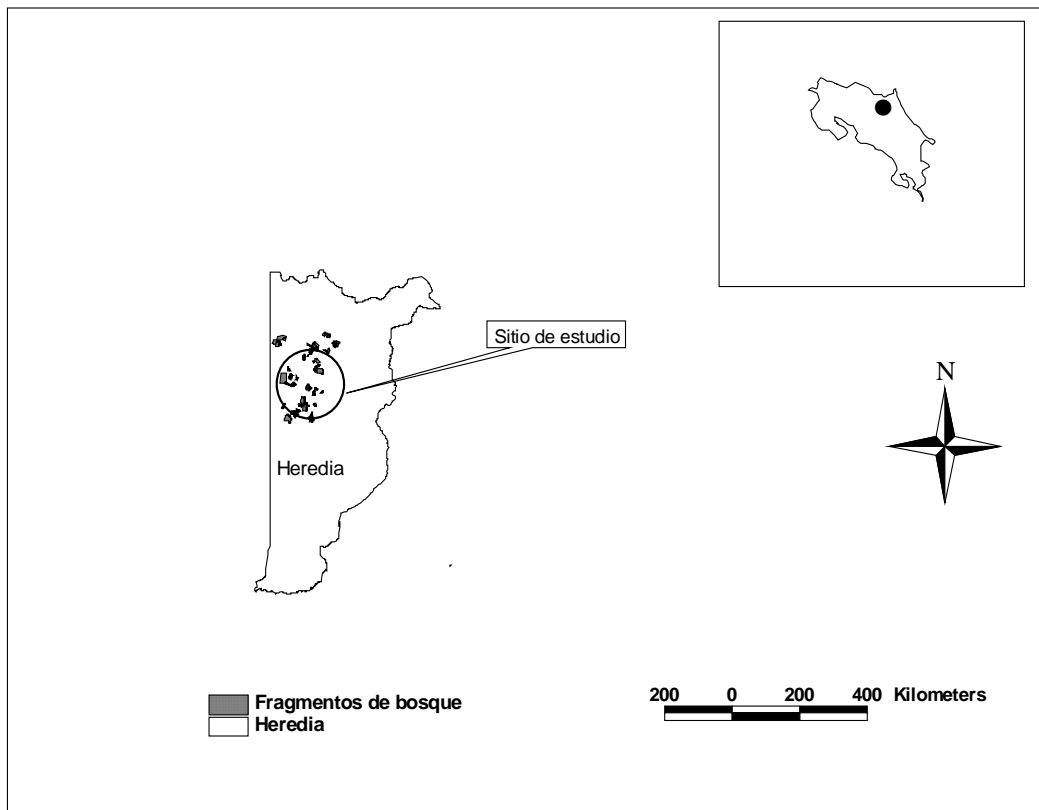 Sitio de estudio
N
Heredia
Fragmentos de bosque
Heredia
200 0 200 400 Kilometers